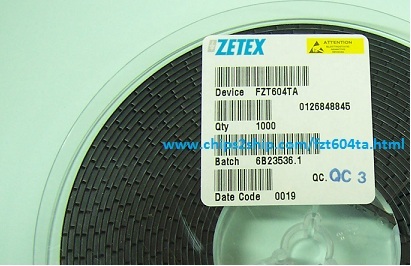 ZETEX
ATTENTION
Device FZT604TA
0126848845
Qty 1000
www.chips2ship.com/fzt604ta.html
Batch 6B23536.1
QC. QC 3
Date Code 0019